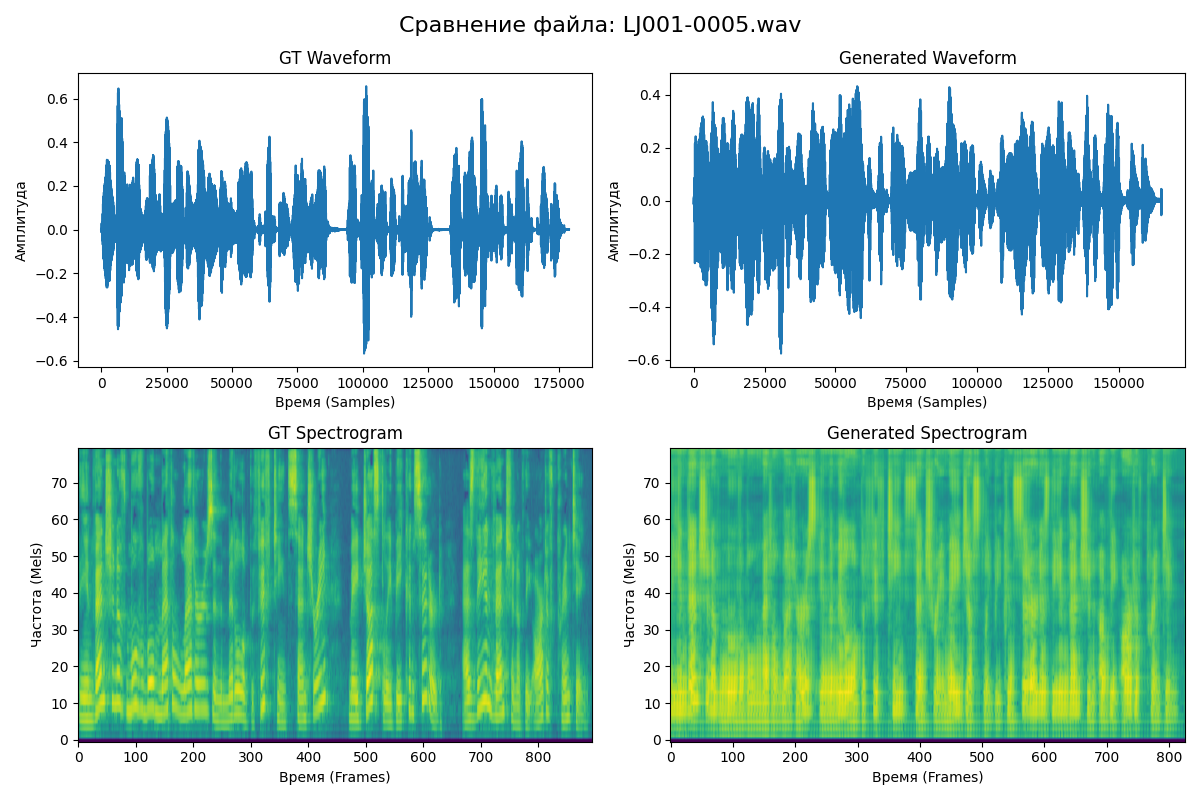 Сравнение файла: LJ001-0005.wav
GT Waveform
Амплитуда
0.6
0.4
0.2
0.0
−0.2
−0.4
−0.6
0 25000 50000 75000 100000 125000 150000 175000
Время (Samples)
Generated Waveform
Амплитуда
0.4
0.2
0.0
−0.2
−0.4
−0.6
0 25000 50000 75000 100000 125000 150000
Время (Samples)
GT Spectrogram
Частота (Mels)
70
60
50
40
30
20
10
0
0 100 200 300 400 500 600 700 800
Время (Frames)
Generated Spectrogram
Частота (Mels)
70
60
50
40
30
20
10
0
0 100 200 300 400 500 600 700 800
Время (Frames)